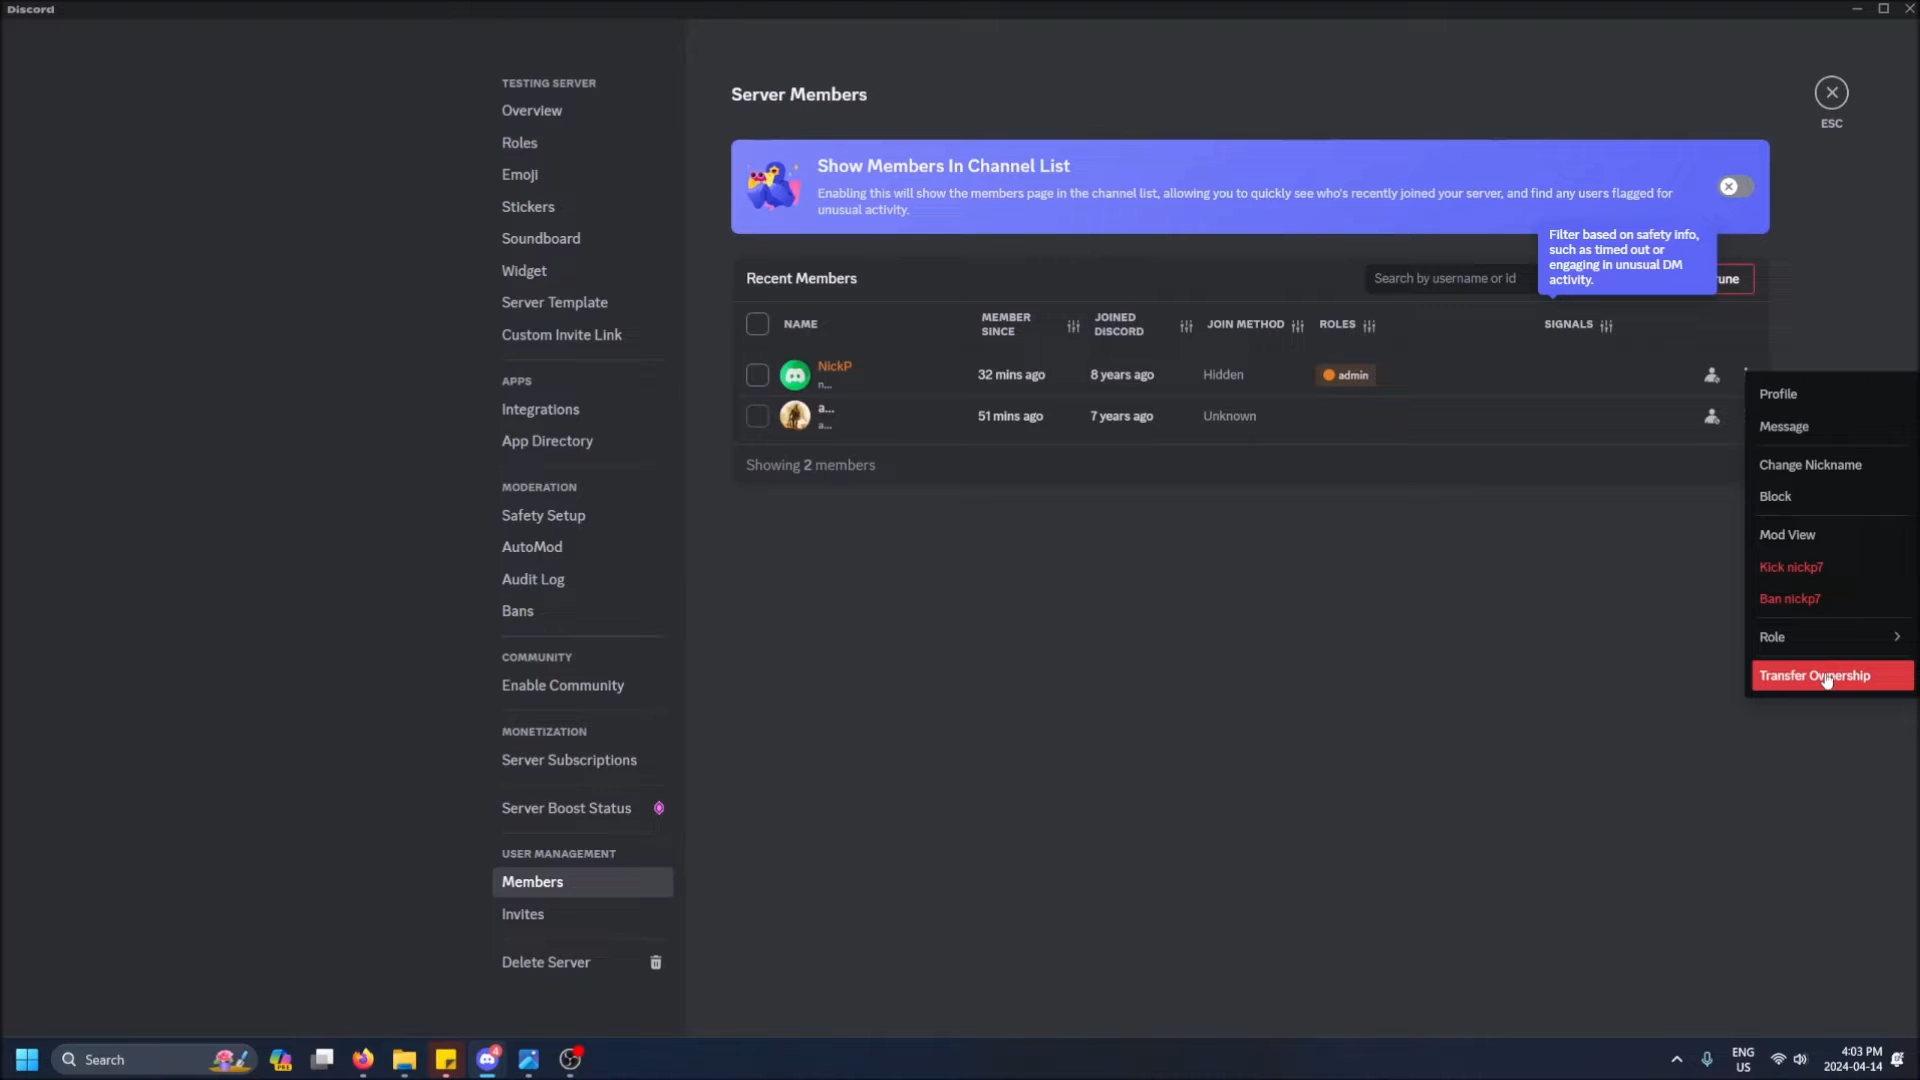 Discord
TESTING SERVER
Overview
Roles
Emoji
Stickers
Soundboard
Widget
Server Template
Custom Invite Link
APPS
Integrations
App Directory
MODERATION
Safety Setup
AutoMod
Audit Log
Bans
COMMUNITY
Enable Community
MONETIZATION
Server Subscriptions
Server Boost Status
USER MANAGEMENT
Members
Invites
Delete Server
Server Members
ESC
Show Members In Channel List
Enabling this will show the members page in the channel list, allowing you to quickly see who's recently joined your server, and find any users flagged for
unusual activity.
Filter based on safety info,
such as timed out or
engaging in unusual DM
activity.
Recent Members
Search by username or id
rune
NAME
MEMBER
SINCE
JOINED
DISCORD
JOIN METHOD
ROLES
SIGNALS
NickP
n...
32 mins ago
8 years ago
Hidden
admin
a...
a...
51 mins ago
7 years ago
Unknown
Showing 2 members
Profile
Message
Change Nickname
Block
Mod View
Kick nickp7
Ban nickp7
Role
Transfer Ownership
Search
PRE
4
ENG
US
4:03 PM
2024-04-14